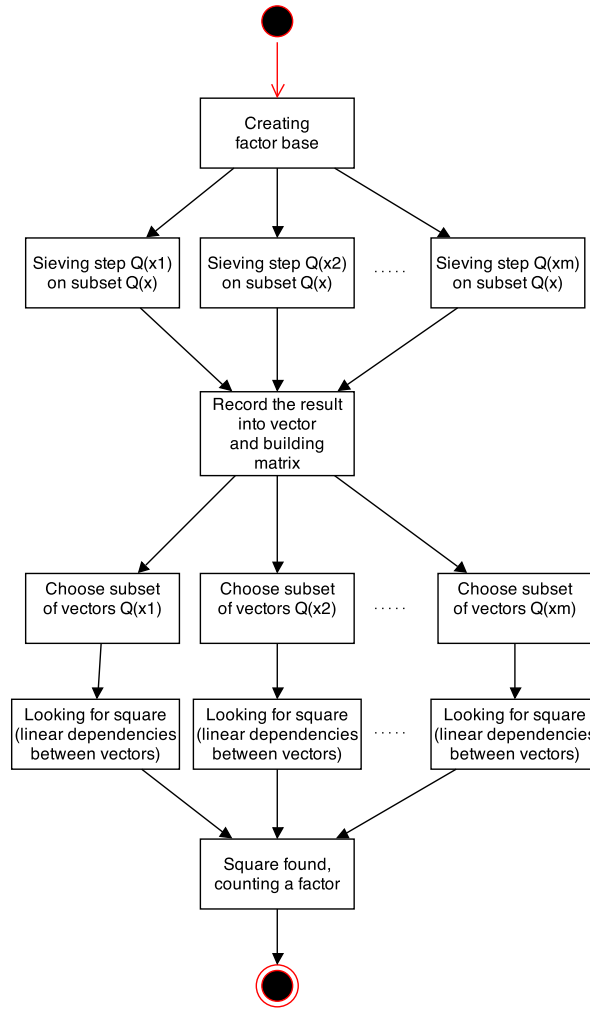 Creating
factor base
Sieving step Q(x1)
on subset Q(x)
Sieving step Q(x2)
on subset Q(x)
.....
Sieving step Q(xm)
on subset Q(x)
Record the result
into vector
and building
matrix
Choose subset
of vectors Q(x1)
Choose subset
of vectors Q(x2)
.....
Choose subset
of vectors Q(xm)
Looking for square
(linear dependencies
between vectors)
Looking for square
(linear dependencies
between vectors)
.....
Looking for square
(linear dependencies
between vectors)
Square found,
counting a factor